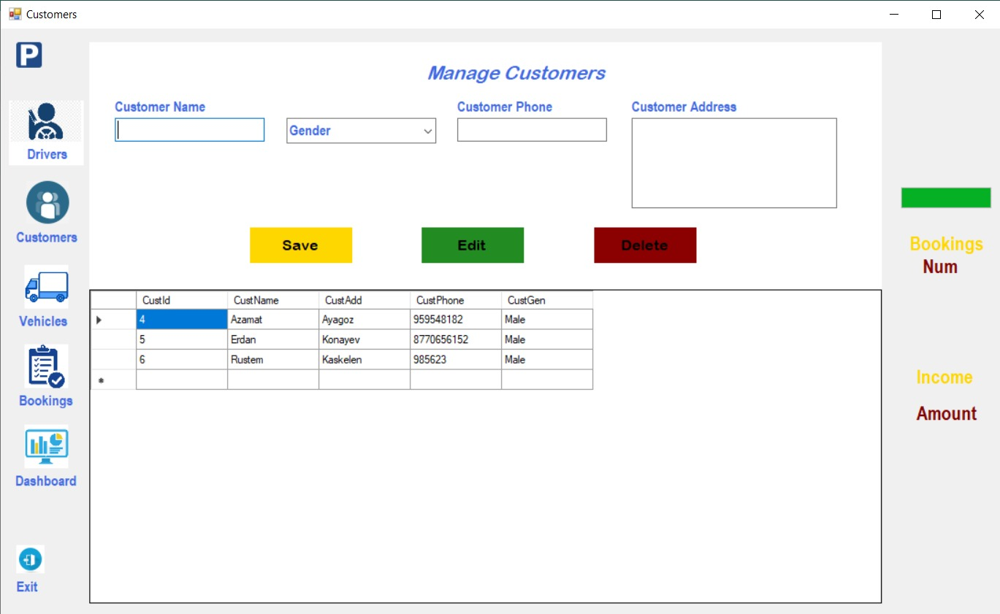 Customers
P
Manage Customers
Customer Name
Customer Phone
Customer Address
Gender
Drivers
Customers
Vehicles
Bookings
Dashboard
Exit
Save Edit Delete
CustId CustName CustAdd CustPhone CustGen
4 Azamat Ayagoz 959548182 Male
5 Erdan Konayev 8770656152 Male
6 Rustem Kaskelen 985623 Male
Bookings
Num
Income
Amount